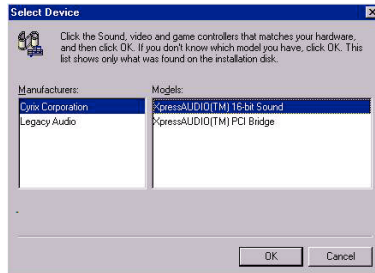 Select Device
Click the Sound, video and game controllers that matches your hardware,
and then click OK. If you don't know which model you have, click OK. This
list shows only what was found on the installation disk.
Manufacturers:
Cyrix Corporation
Legacy Audio
Models:
XpressAUDIO(TM) 16-bit Sound
XpressAUDIO(TM) PCI Bridge
OK
Cancel